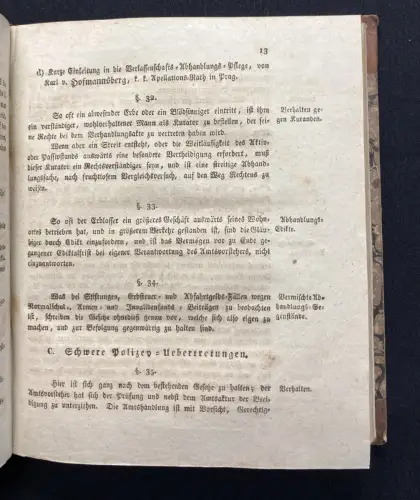 13
d) Kurze Einleitung in die Verlassenschafts-Abhandlungs-Pflege, von
Karl v. Hofmannsberg, k. k. Apellations-Rath in Prag.
§. 32.
So oft ein abwesender Erbe oder ein Blödsinniger eintritt, ist ihm
ein verständiger, wohlverhaltener Mann als Kurator zu bestellen, der sei-
ne Rechte bei dem Verhandlungsakte zu vertreten haben wird.
Verhalten ge-
gen Kuranden.
Wenn aber ein Streit entsteht, oder die Weitläufigkeit des Aktiv-
oder Passivstands auswärts eine besondere Vertheidigung erfordert, muß
dieser Kurator ein Rechtsverständiger seyn, und ist eine streitige Abhand-
lungssache, nach fruchtlosem Vergleichsversuche, auf den Weg Rechtens zu
weisen.
§. 33.
So oft der Erblasser ein größeres Geschäft auswärts seines Wohn-
ortes betrieben hat, und in größerem Verkehr gestanden ist, sind die Gläu-
biger durch Edikt einzufordern, und ist das Vermögen vor zu Ende ge-
gangener Ediktalfrist bei eigener Verantwortung des Amtsvorstehers, nicht
einzuantworten.
Abhandlungs-
Edikte.
§. 34.
Was bei Stiftungen, Erbsteuer- und Abfahrtgelds-Fällen wegen
Normalschul-, Armen- und Invalidenfonds-Beiträgen zu beobachten
ist, schreiben die Gesetze ohnedieß genau vor, welche sich also eigen zu
machen, und zur Befolgung gegenwärtig zu halten sind.
Vermischte Ab-
handlungs-Ge-
genstände.
C. Schwere Polizey-Uebertretungen.
§. 35.
Hier ist sich ganz nach dem bestehenden Gesetze zu halten; der
Amtsvorsteher hat sich der Prüfung und nebst dem Amtsaktuar der Beei-
digung zu unterziehen. Die Amtshandlung ist mit Vorsicht, Gerechtig-
Verhalten.